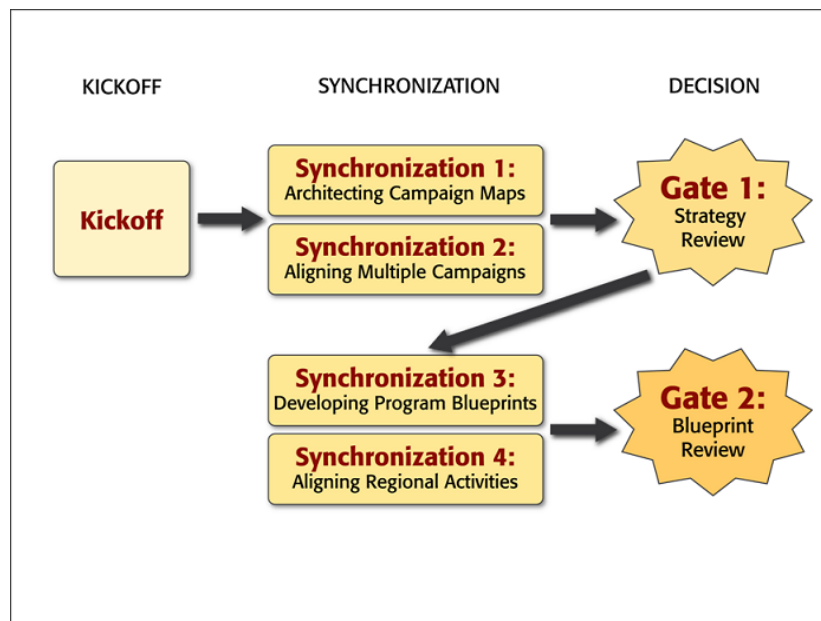 KICKOFF
SYNCHRONIZATION
DECISION
Kickoff
Synchronization 1:
Architecting Campaign Maps
Synchronization 2:
Aligning Multiple Campaigns
Gate 1:
Strategy
Review
Synchronization 3:
Developing Program Blueprints
Synchronization 4:
Aligning Regional Activities
Gate 2:
Blueprint
Review